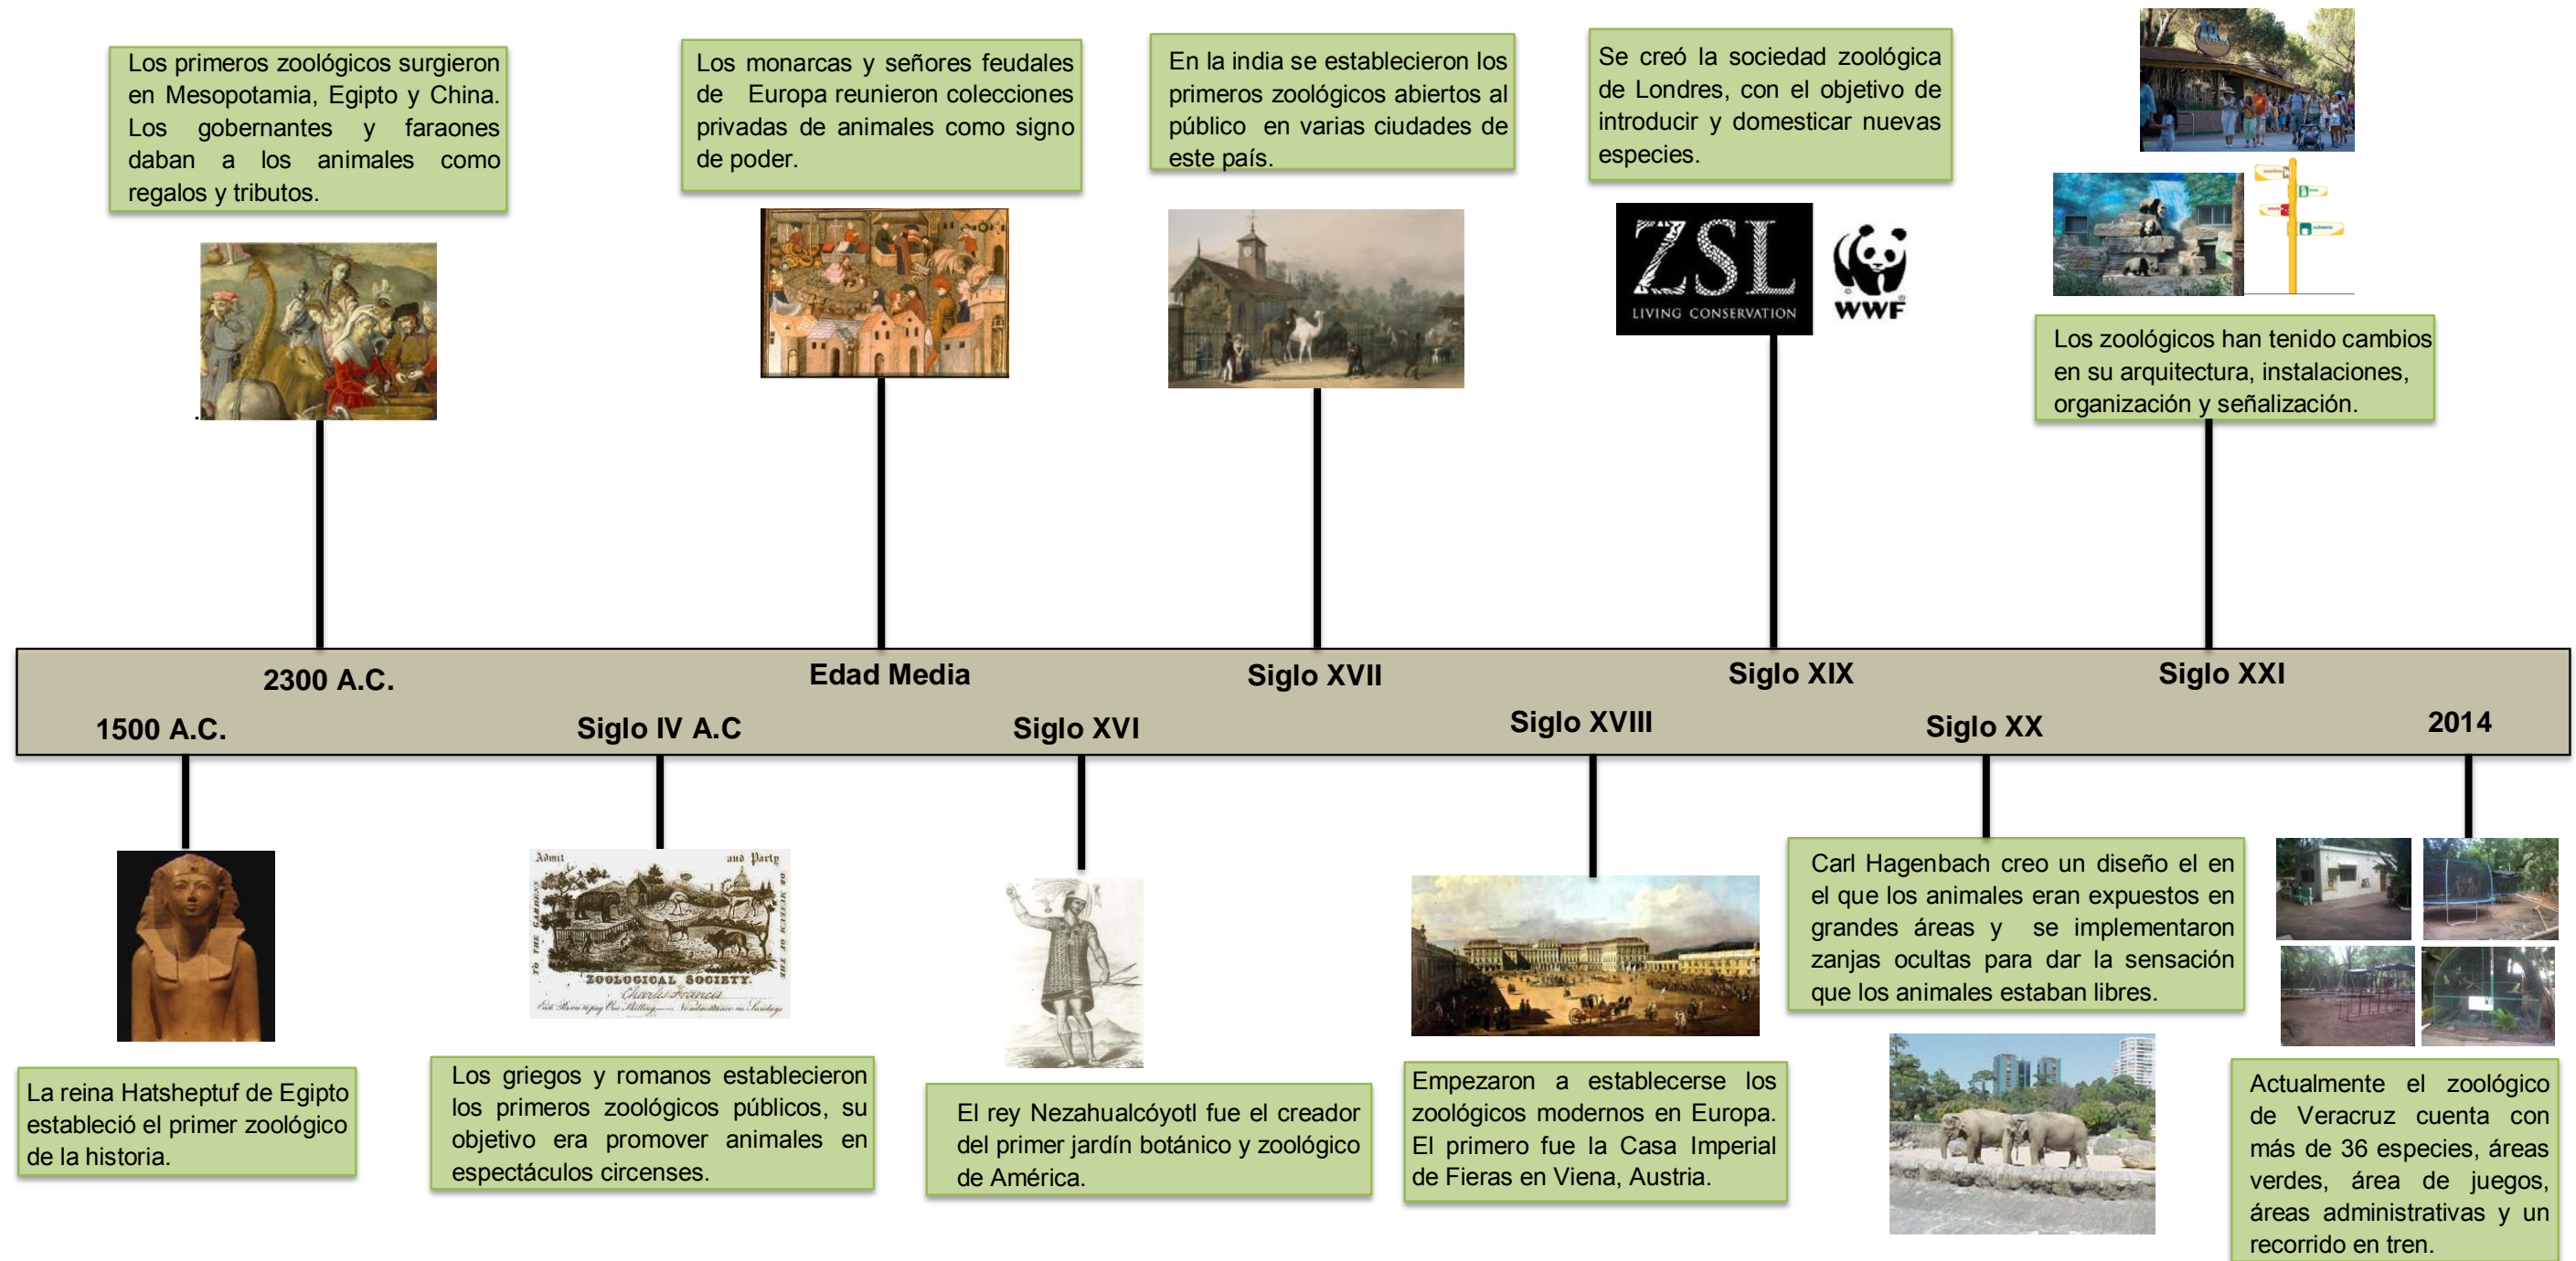 Los primeros zoológicos surgieron
en Mesopotamia, Egipto y China.
Los gobernantes y faraones
daban a los animales como
regalos y tributos.
Los monarcas y señores feudales
de Europa reunieron colecciones
privadas de animales como signo
de poder.
En la india se establecieron los
primeros zoológicos abiertos al
público en varias ciudades de
este país.
Se creó la sociedad zoológica
de Londres, con el objetivo de
introducir y domesticar nuevas
especies.
ZSL
LIVING CONSERVATION
WWF
Los zoológicos han tenido cambios
en su arquitectura, instalaciones,
organización y señalización.
2300 A.C.
Edad Media
Siglo XVII
Siglo XIX
Siglo XXI
1500 A.C.
Siglo IV A.C
Siglo XVI
Siglo XVIII
Siglo XX
2014
La reina Hatsheptuf de Egipto
estableció el primer zoológico
de la historia.
Admit and Party
TO THE GARDENS
OR MUSEUM OF THE
ZOOLOGICAL SOCIETY.
Charles Francis
Los griegos y romanos establecieron
los primeros zoológicos públicos, su
objetivo era promover animales en
espectáculos circenses.
El rey Nezahualcóyotl fue el creador
del primer jardín botánico y zoológico
de América.
Empezaron a establecerse los
zoológicos modernos en Europa.
El primero fue la Casa Imperial
de Fieras en Viena, Austria.
Carl Hagenbach creo un diseño el en
el que los animales eran expuestos en
grandes áreas y se implementaron
zanjas ocultas para dar la sensación
que los animales estaban libres.
Actualmente el zoológico
de Veracruz cuenta con
más de 36 especies, áreas
verdes, área de juegos,
áreas administrativas y un
recorrido en tren.